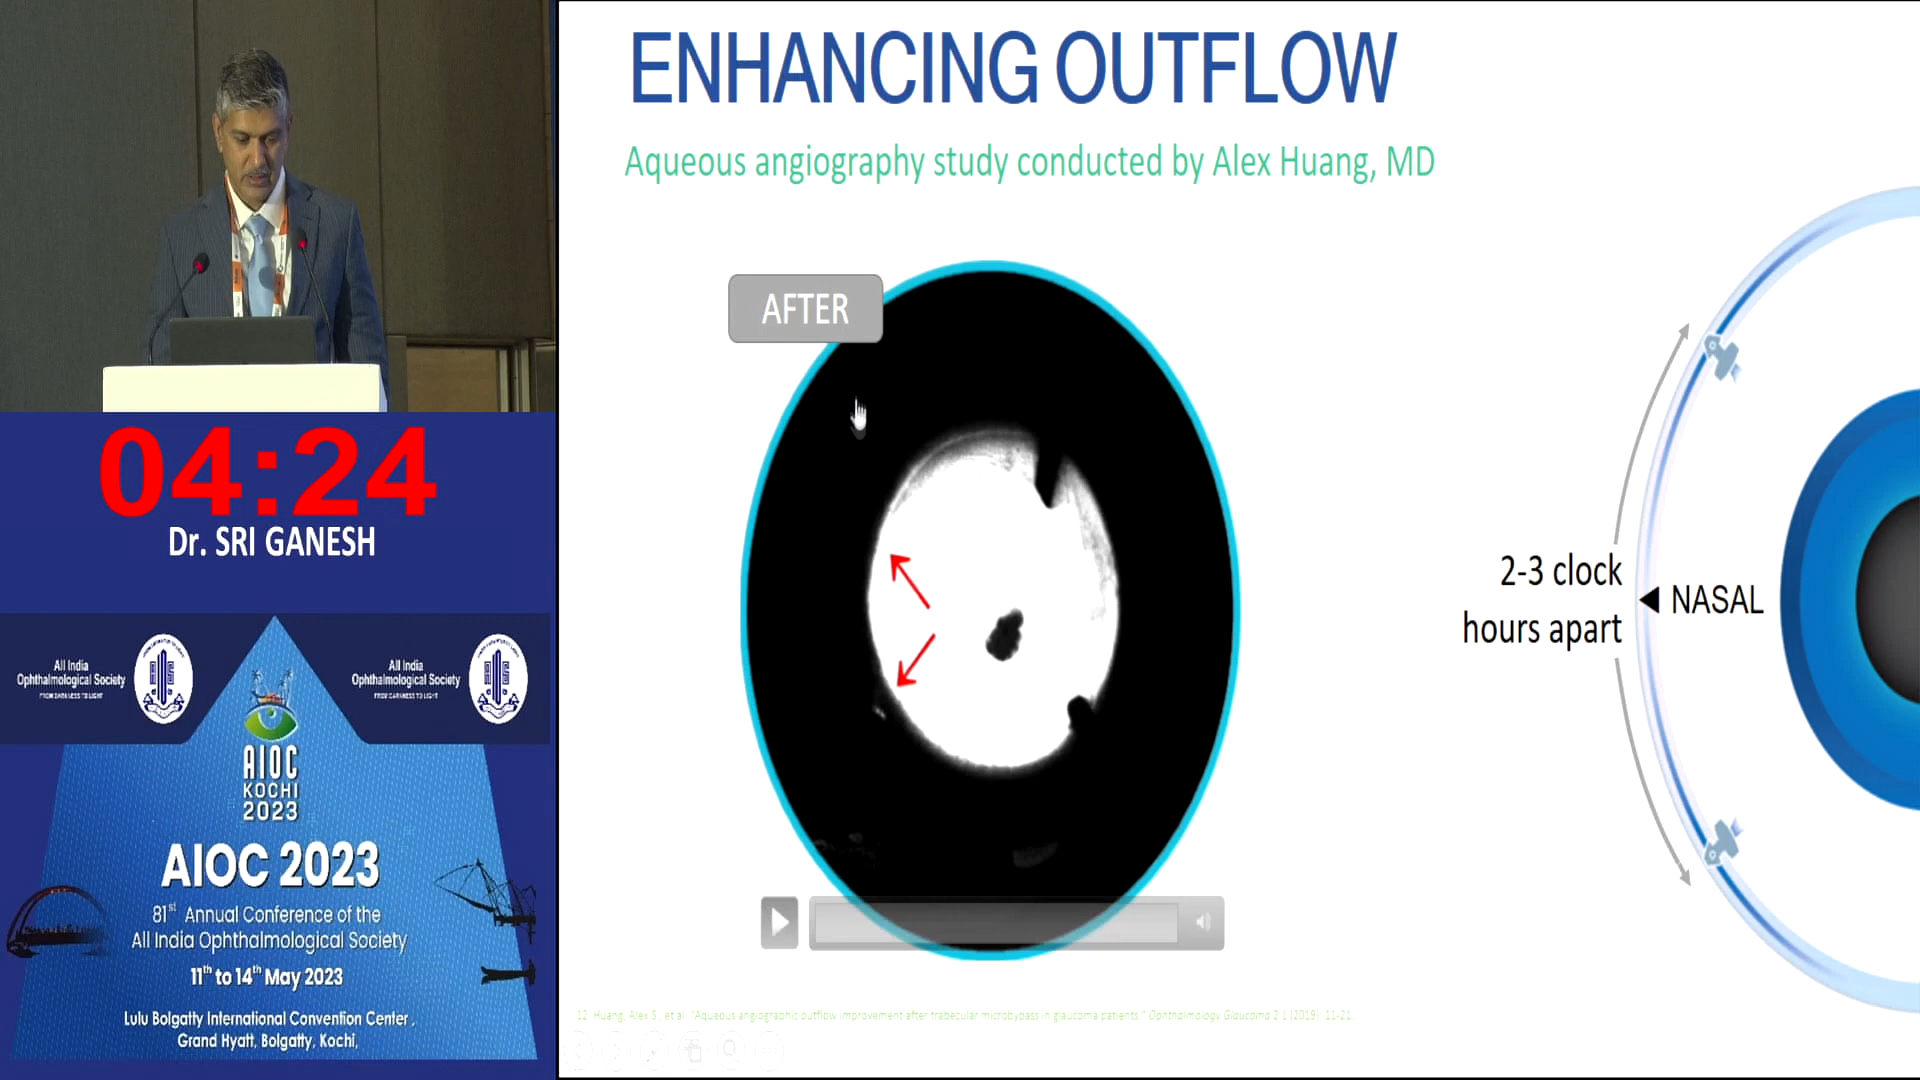 ENHANCING OUTFLOW
Aqueous angiography study conducted by Alex Huang, MD
AFTER
2-3 clock
hours apart
NASAL
12. Huang, Alex S., et al. "Aqueous angiographic outflow improvement after trabecular microbypass in glaucoma patients." Ophthalmology Glaucoma 2.1 (2019): 11-21
04:24
Dr. SRI GANESH
All India
Ophthalmological Society
FROM DARKNESS TO LIGHT
All India
Ophthalmological Society
FROM DARKNESS TO LIGHT
AIOC
KOCHI
2023
AIOC 2023
81st Annual Conference of the
All India Ophthalmological Society
11th to 14th May 2023
Lulu Bolgatty International Convention Center,
Grand Hyatt, Bolgatty, Kochi,